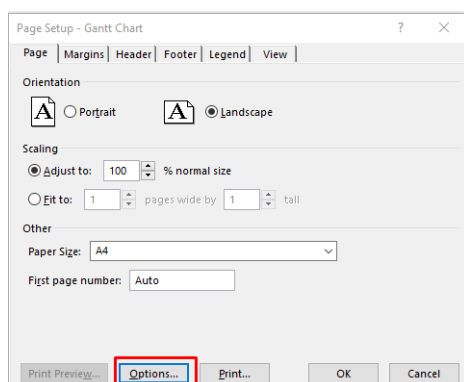 Page Setup - Gantt Chart ? ×
Page Margins Header Footer Legend View
Orientation
A Portrait A Landscape
Scaling
Adjust to: 100 % normal size
Fit to: 1 pages wide by 1 tall
Other
Paper Size: A4
First page number: Auto
Print Preview... Options... Print... OK Cancel